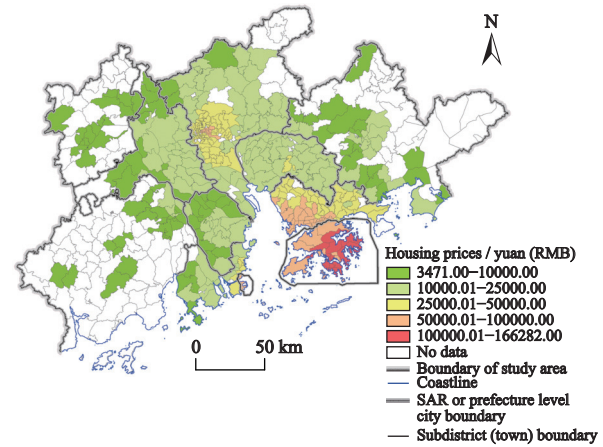 N
Housing prices / yuan (RMB)
3471.00−10000.00
10000.01−25000.00
25000.01−50000.00
50000.01−100000.00
100000.01−166282.00
No data
Boundary of study area
Coastline
SAR or prefecture level
city boundary
Subdistrict (town) boundary
0 50 km